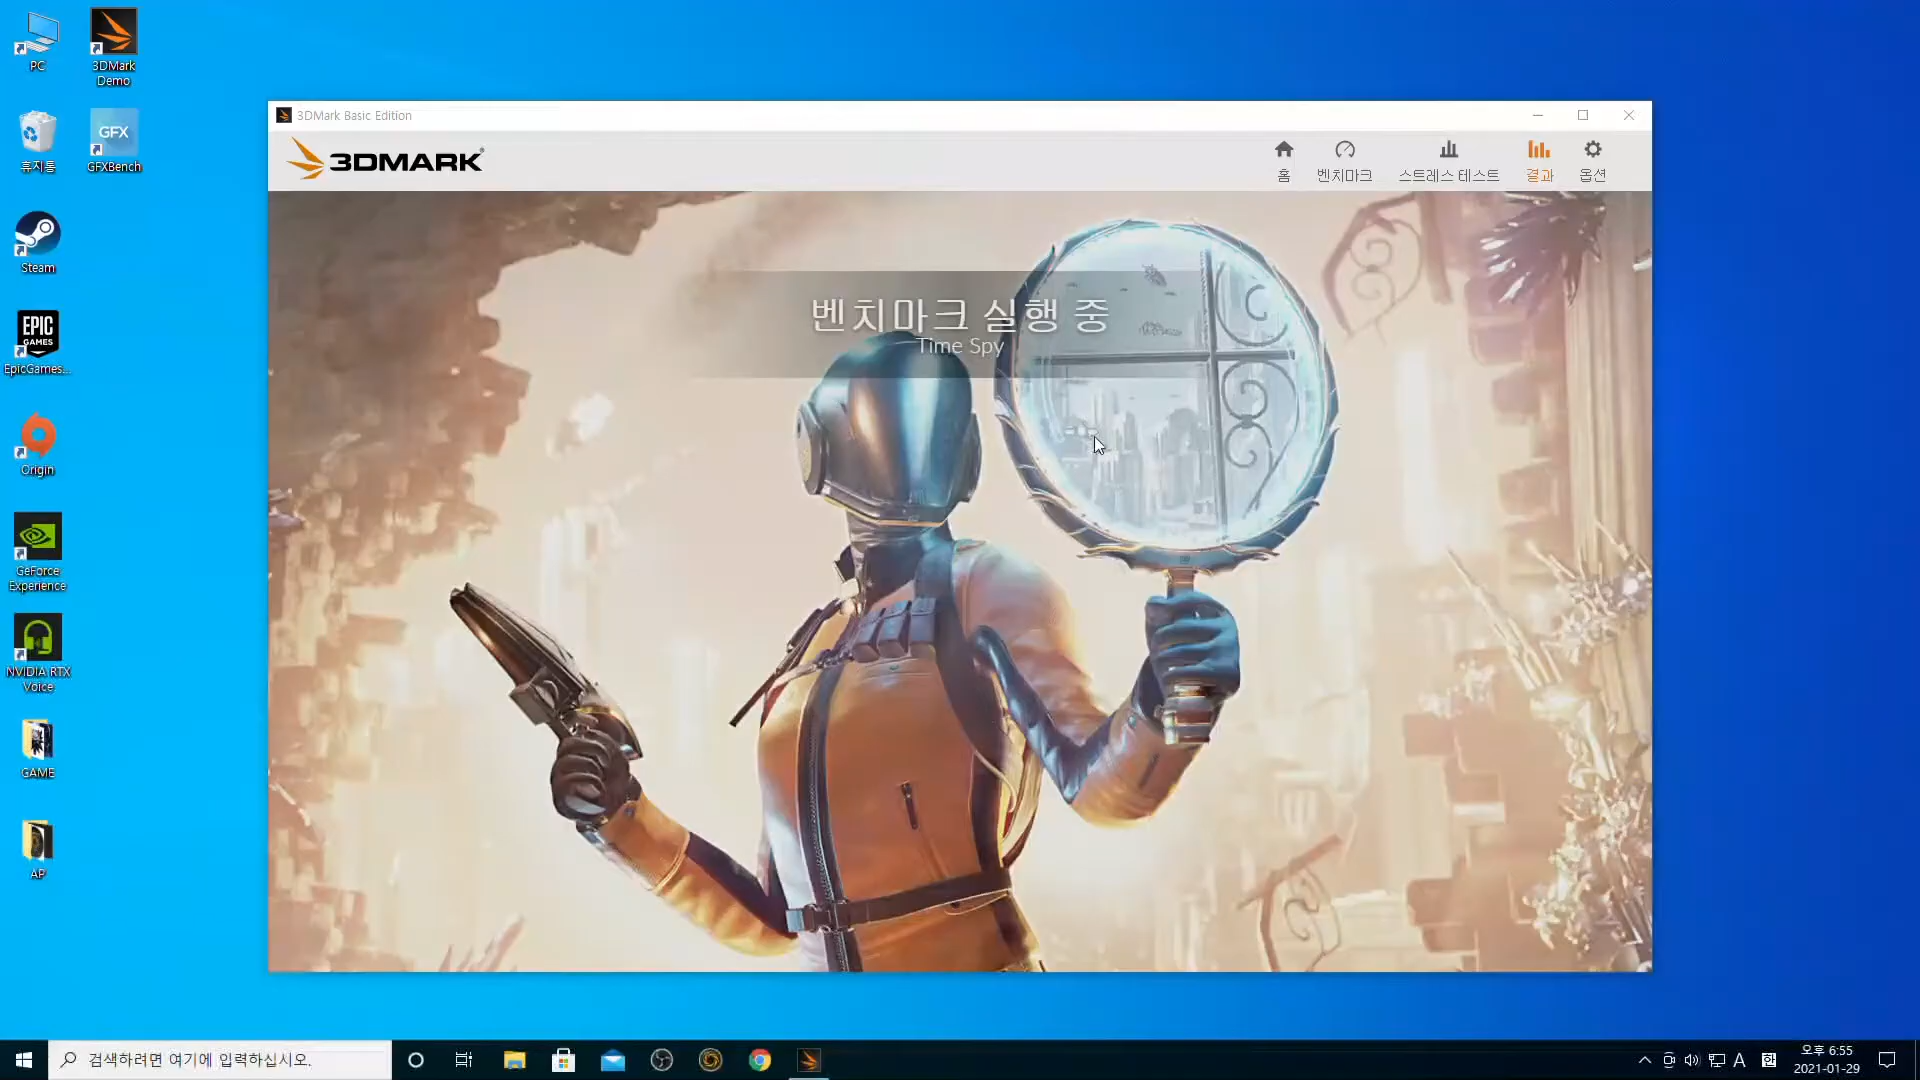 PC
3DMark
Demo
휴지통
GFX
GFXBench
Steam
EPIC
GAMES
EpicGames...
Origin
GeForce
Experience
NVIDIA RTX
Voice
GAME
AP
3DMark Basic Edition
3DMARK
홈
벤치마크
스트레스 테스트
결과
옵션
벤치마크 실행 중
Time Spy
검색하려면 여기에 입력하십시오.
A
오후 6:55
2021-01-29